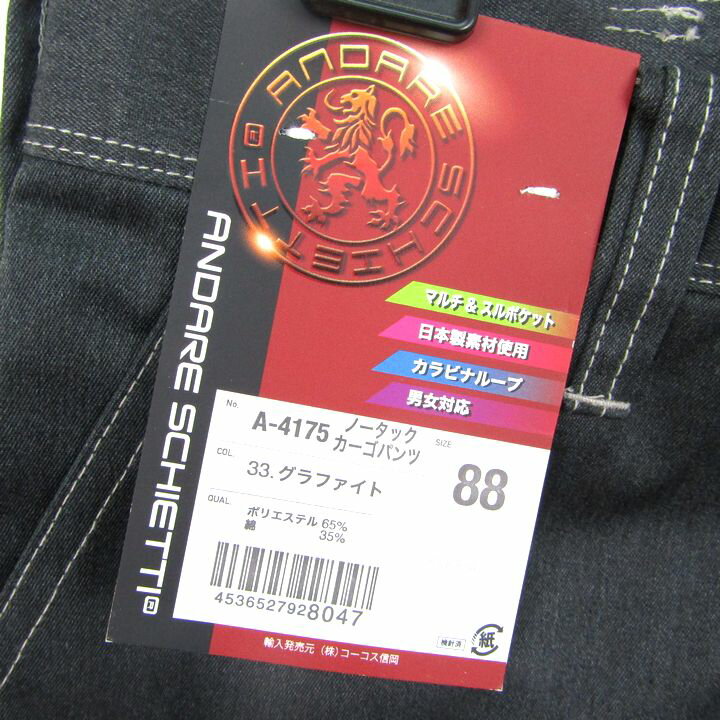 ANDARE SCHIETTI
ANDARE SCHIETTI®
マルチ&スルポケット
日本製素材使用
カラビナループ
男女対応
No. A-4175 ノータック
カーゴパンツ
SIZE 88
COL. 33.グラファイト
QUAL. ポリエステル 65%
綿 35%
4536527928047
検針済
紙
輸入発売元 (株)コーコス信岡